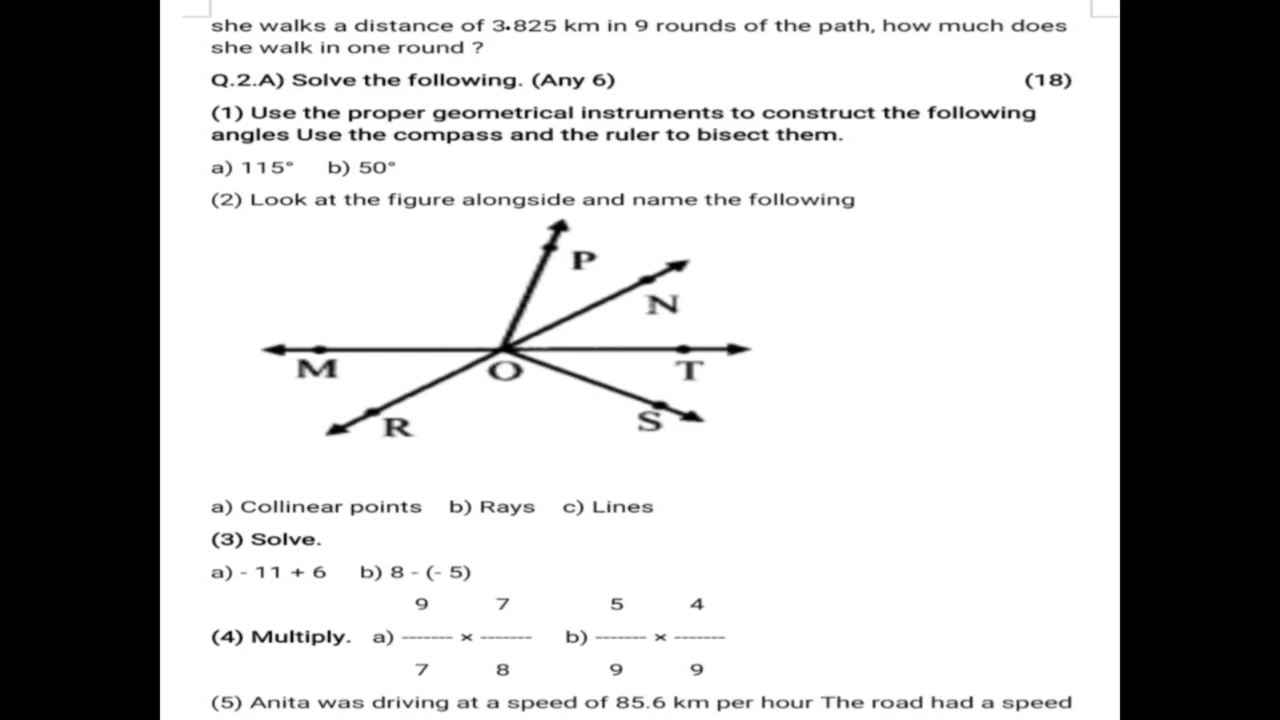 she walks a distance of 3.825 km in 9 rounds of the path, how much does
she walk in one round ?
Q.2.A) Solve the following. (Any 6) (18)
(1) Use the proper geometrical instruments to construct the following
angles Use the compass and the ruler to bisect them.
a) 115° b) 50°
(2) Look at the figure alongside and name the following
P
N
M O T
R S
a) Collinear points b) Rays c) Lines
(3) Solve.
a) - 11 + 6 b) 8 - (- 5)
9 7 5 4
(4) Multiply. a) ------- × ------- b) ------- × -------
7 8 9 9
(5) Anita was driving at a speed of 85.6 km per hour The road had a speed